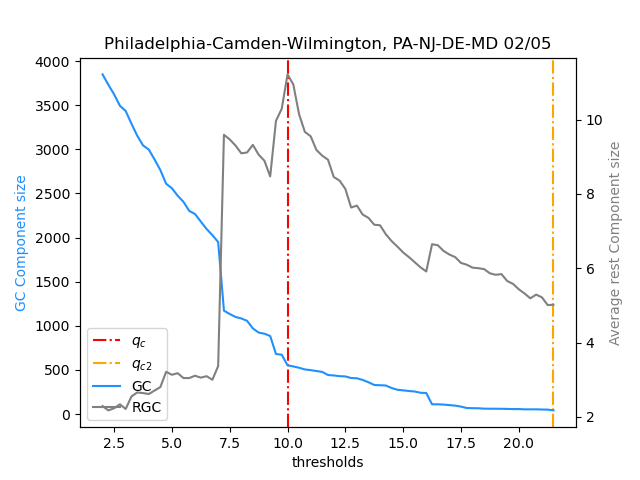 Philadelphia-Camden-Wilmington, PA-NJ-DE-MD 02/05
4000
3500
3000
2500
2000
1500
1000
500
0
GC Component size
10
8
6
4
2
Average rest Component size
q_c
q_c2
GC
RGC
2.5 5.0 7.5 10.0 12.5 15.0 17.5 20.0
thresholds